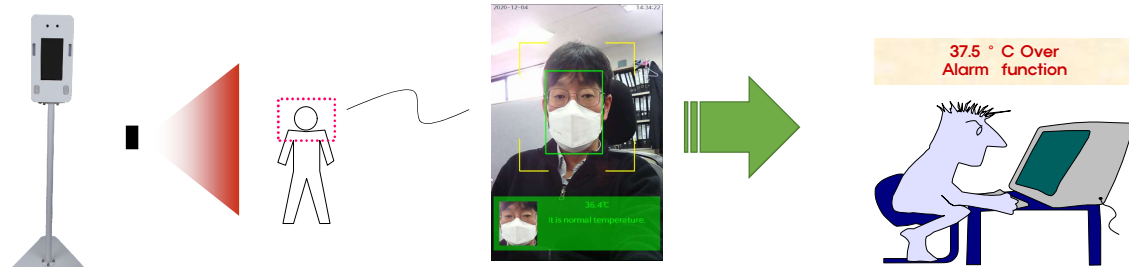 2020-12-04 14:34:22
36.4℃
It is normal temperature.
37.5 ° C Over
Alarm function